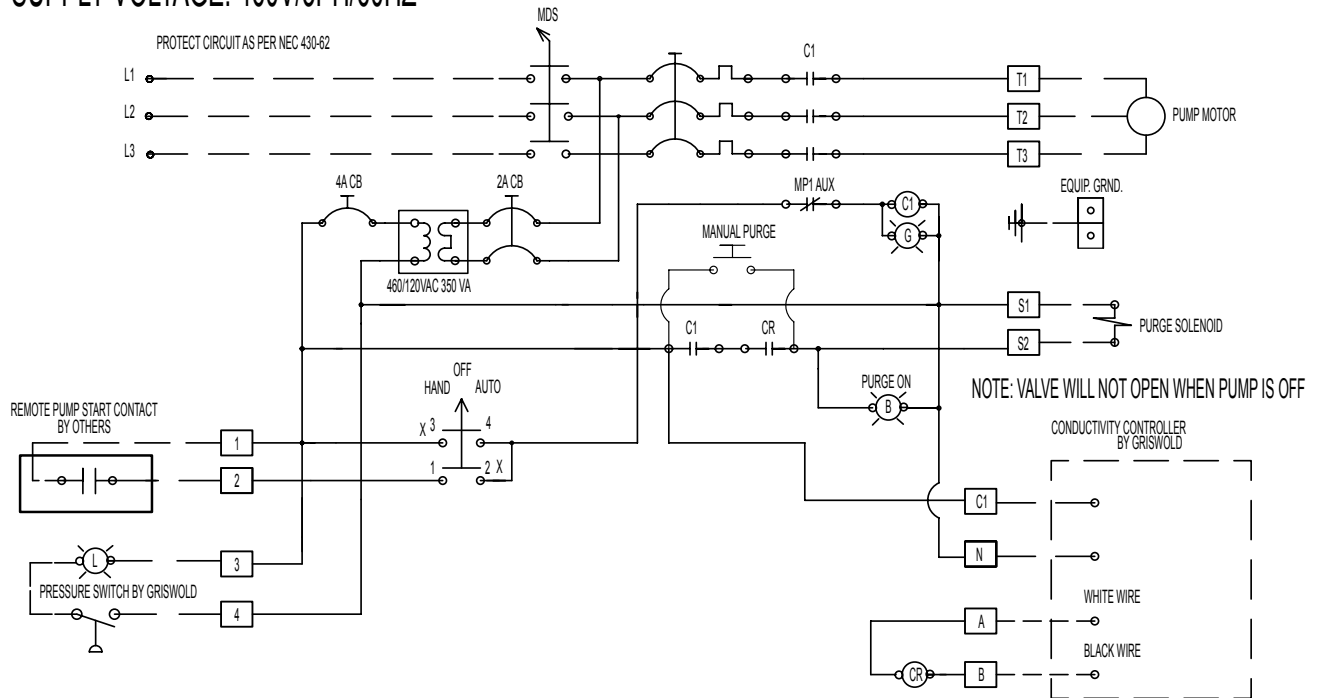 PROTECT CIRCUIT AS PER NEC 430-62
MDS
L1
L2
L3
C1
T1
T2
T3
PUMP MOTOR
4A CB
2A CB
460/120VAC 350 VA
MP1 AUX
C1
G
EQUIP. GRND.
MANUAL PURGE
S1
S2
PURGE SOLENOID
C1
CR
PURGE ON
B
NOTE: VALVE WILL NOT OPEN WHEN PUMP IS OFF
OFF
HAND
AUTO
X 3
4
1
2 X
REMOTE PUMP START CONTACT
BY OTHERS
1
2
L
3
PRESSURE SWITCH BY GRISWOLD
4
CONDUCTIVITY CONTROLLER
BY GRISWOLD
C1
N
WHITE WIRE
A
BLACK WIRE
CR
B